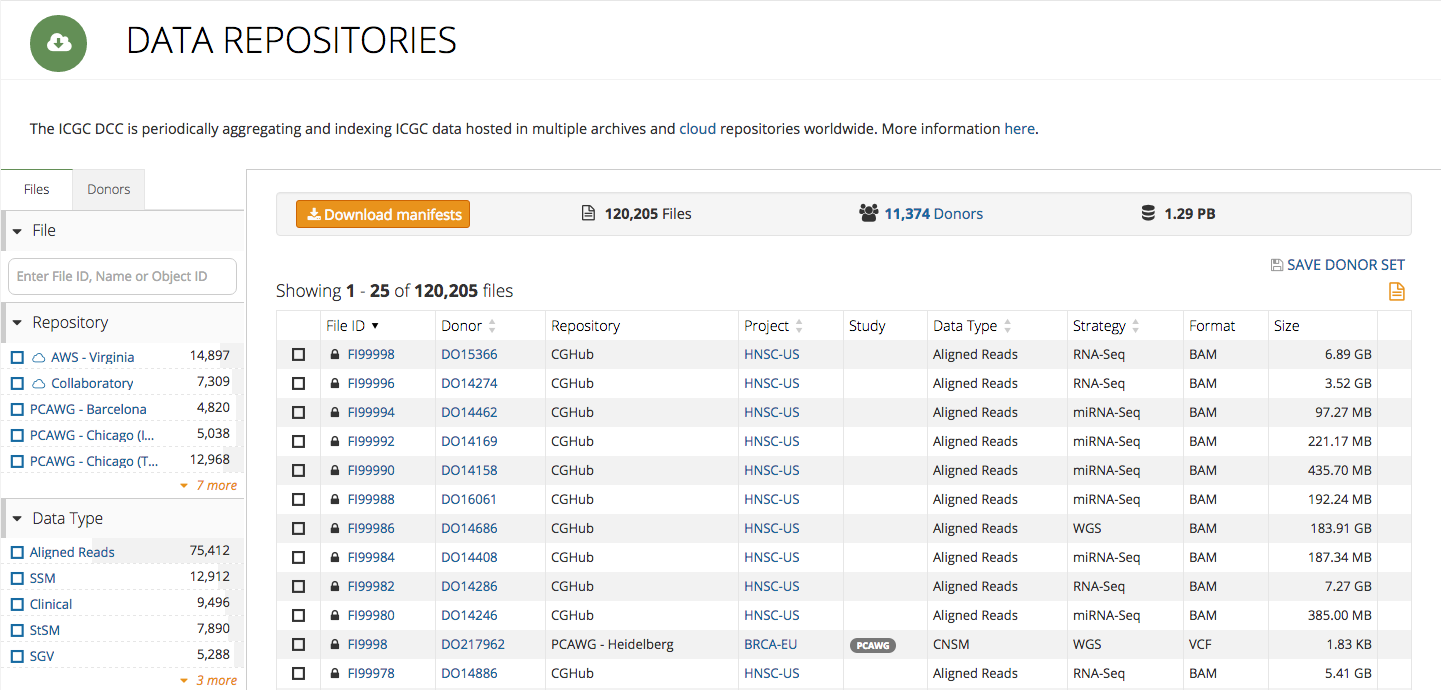 DATA REPOSITORIES
The ICGC DCC is periodically aggregating and indexing ICGC data hosted in multiple archives and cloud repositories worldwide. More information here.
Files Donors
File
Enter File ID, Name or Object ID
Repository
AWS - Virginia 14,897
Collaboratory 7,309
PCAWG - Barcelona 4,820
PCAWG - Chicago (I... 5,038
PCAWG - Chicago (T... 12,968
7 more
Data Type
Aligned Reads 75,412
SSM 12,912
Clinical 9,496
StSM 7,890
SGV 5,288
3 more
Download manifests 120,205 Files 11,374 Donors 1.29 PB
SAVE DONOR SET
Showing 1 - 25 of 120,205 files
File ID Donor Repository Project Study Data Type Strategy Format Size
FI99998 DO15366 CGHub HNSC-US Aligned Reads RNA-Seq BAM 6.89 GB
FI99996 DO14274 CGHub HNSC-US Aligned Reads RNA-Seq BAM 3.52 GB
FI99994 DO14462 CGHub HNSC-US Aligned Reads miRNA-Seq BAM 97.27 MB
FI99992 DO14169 CGHub HNSC-US Aligned Reads miRNA-Seq BAM 221.17 MB
FI99990 DO14158 CGHub HNSC-US Aligned Reads miRNA-Seq BAM 435.70 MB
FI99988 DO16061 CGHub HNSC-US Aligned Reads miRNA-Seq BAM 192.24 MB
FI99986 DO14686 CGHub HNSC-US Aligned Reads WGS BAM 183.91 GB
FI99984 DO14408 CGHub HNSC-US Aligned Reads miRNA-Seq BAM 187.34 MB
FI99982 DO14286 CGHub HNSC-US Aligned Reads RNA-Seq BAM 7.27 GB
FI99980 DO14246 CGHub HNSC-US Aligned Reads miRNA-Seq BAM 385.00 MB
FI9998 DO217962 PCAWG - Heidelberg BRCA-EU PCAWG CNSM WGS VCF 1.83 KB
FI99978 DO14886 CGHub HNSC-US Aligned Reads RNA-Seq BAM 5.41 GB